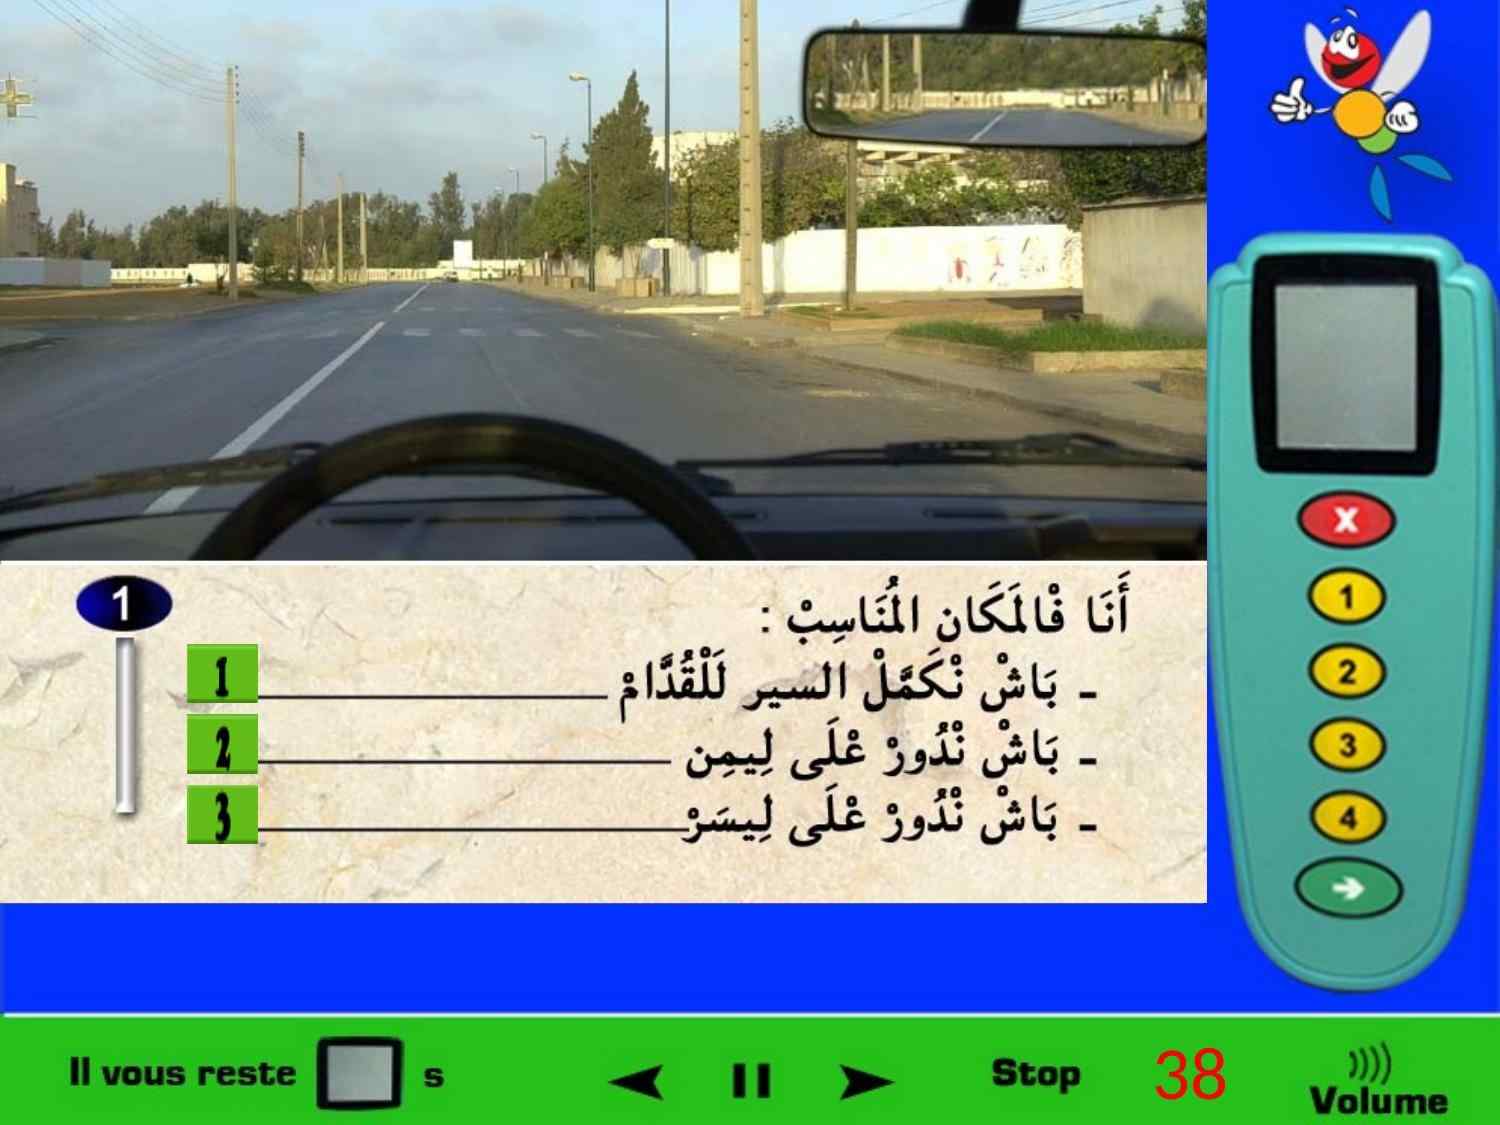 1
أَنَا فْالمَكَان المُنَاسِبْ :
1 ـ بَاشْ نْكَمَّلْ السير لَلْقُدَّامْ
2 ـ بَاشْ نْدُورْ عْلَى لِيمِن
3 ـ بَاشْ نْدُورْ عْلَى لِيسَرْ
X
1
2
3
4
Il vous reste s
Stop
38
Volume